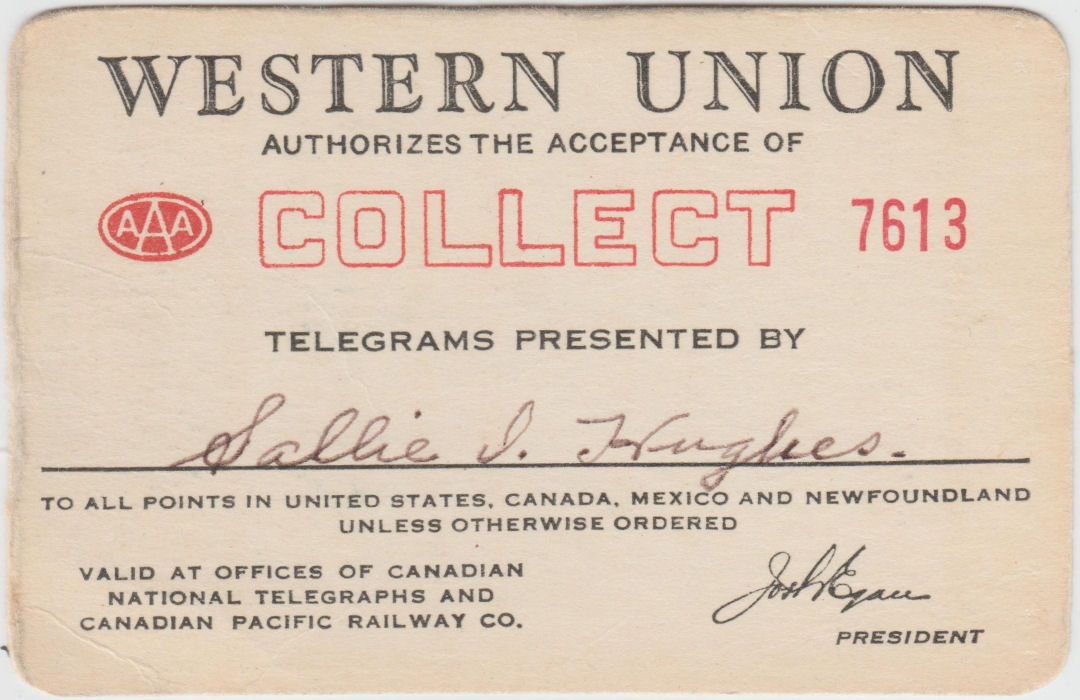 WESTERN UNION
AUTHORIZES THE ACCEPTANCE OF
AAA COLLECT 7613
TELEGRAMS PRESENTED BY
Sallie I. Hughes.
TO ALL POINTS IN UNITED STATES, CANADA, MEXICO AND NEWFOUNDLAND
UNLESS OTHERWISE ORDERED
VALID AT OFFICES OF CANADIAN
NATIONAL TELEGRAPHS AND
CANADIAN PACIFIC RAILWAY CO.
Egan
PRESIDENT